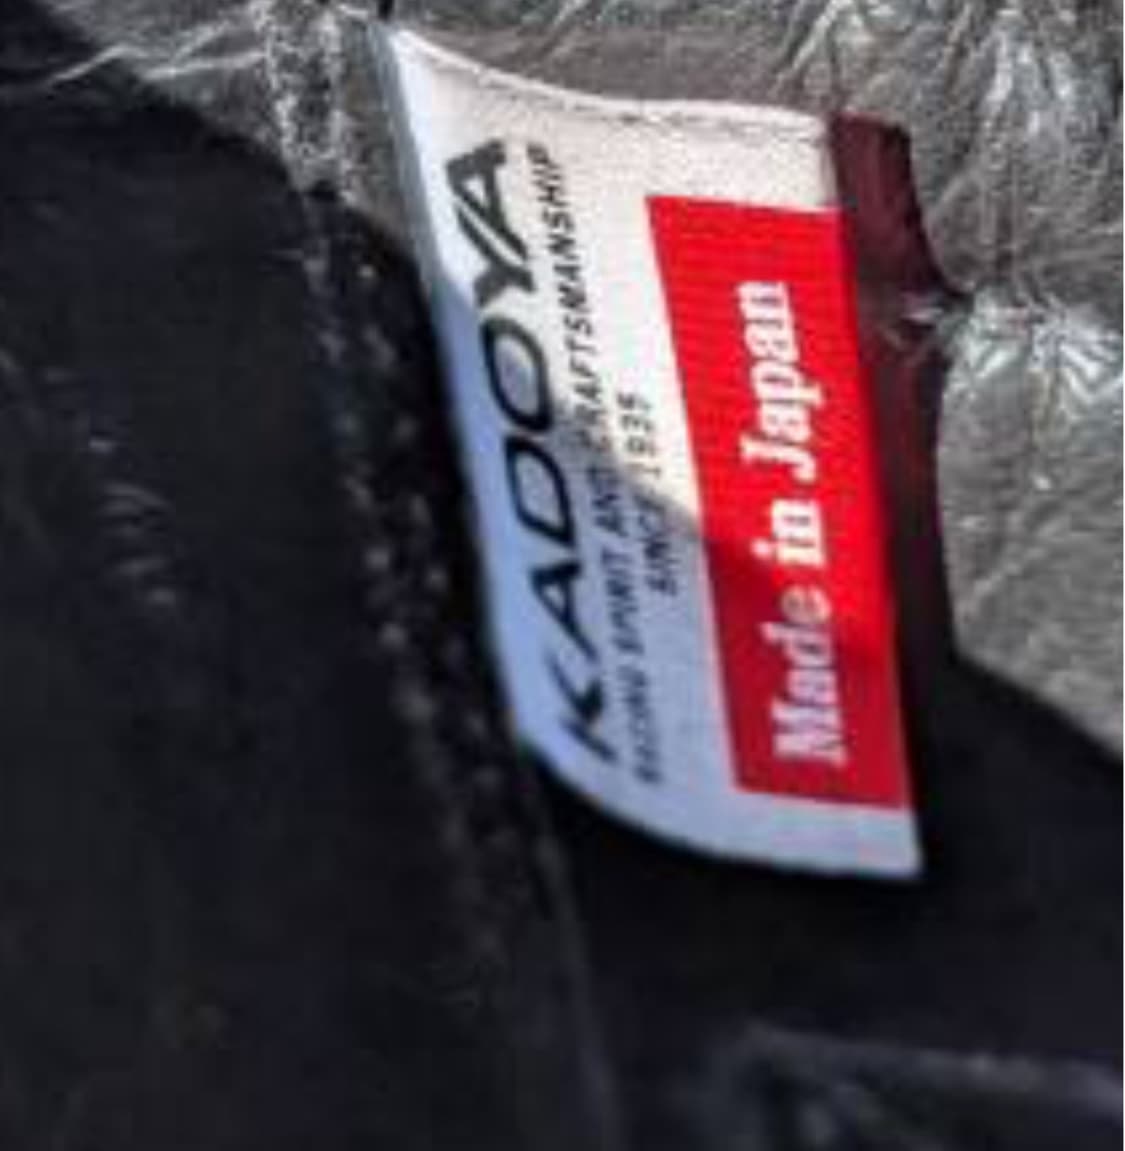 KADOYA
RACING SPIRIT AND CRAFTSMANSHIP
SINCE 1935
Made in Japan